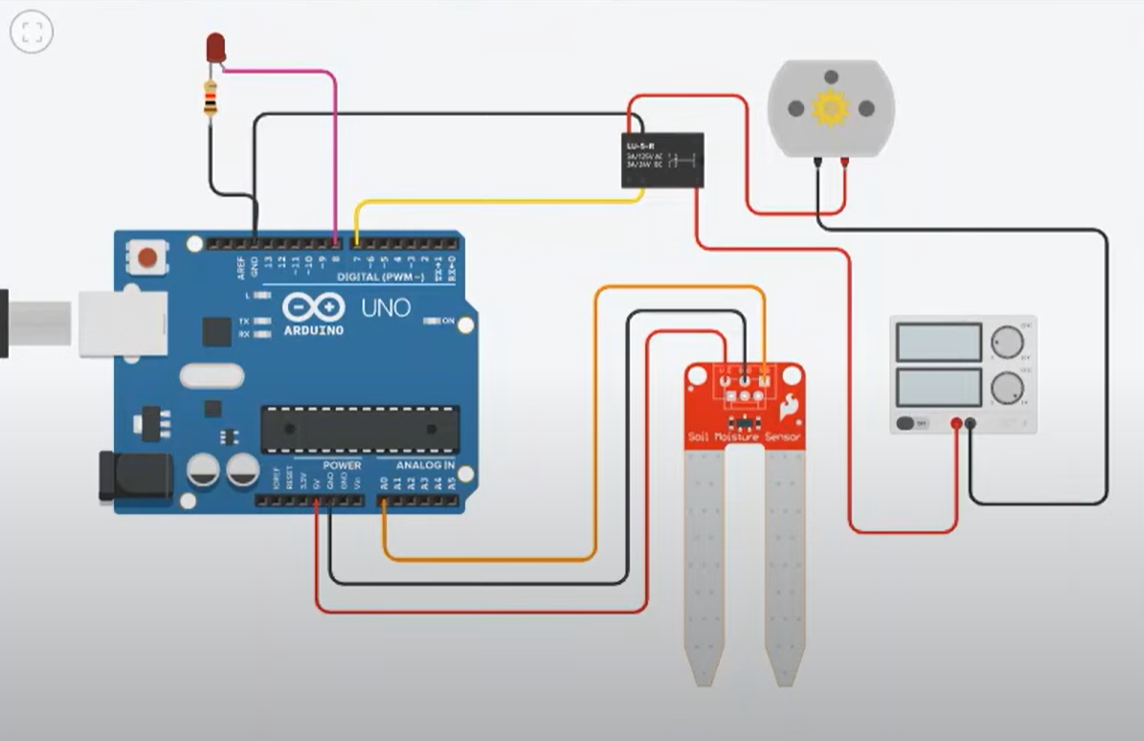 LU-5-R
5A/125V AC
5A/24V DC
AREF
GND
13
12
~11
~10
~9
8
7
~6
~5
4
~3
2
TX→1
RX←0
DIGITAL (PWM~)
L
TX
RX
ARDUINO
UNO
ON
Soil Moisture Sensor
POWER
ANALOG IN
IOREF
RESET
3.3V
5V
GND
GND
Vin
A0
A1
A2
A3
A4
A5